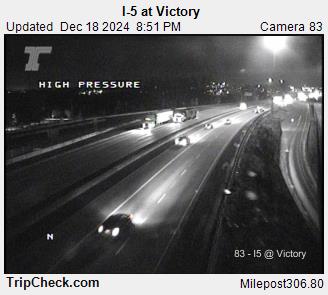 I-5 at Victory
Updated Dec 18 2024 8:51 PM Camera 83
T
HIGH PRESSURE
N
83 - I5 @ Victory
TripCheck.com Milepost306.80